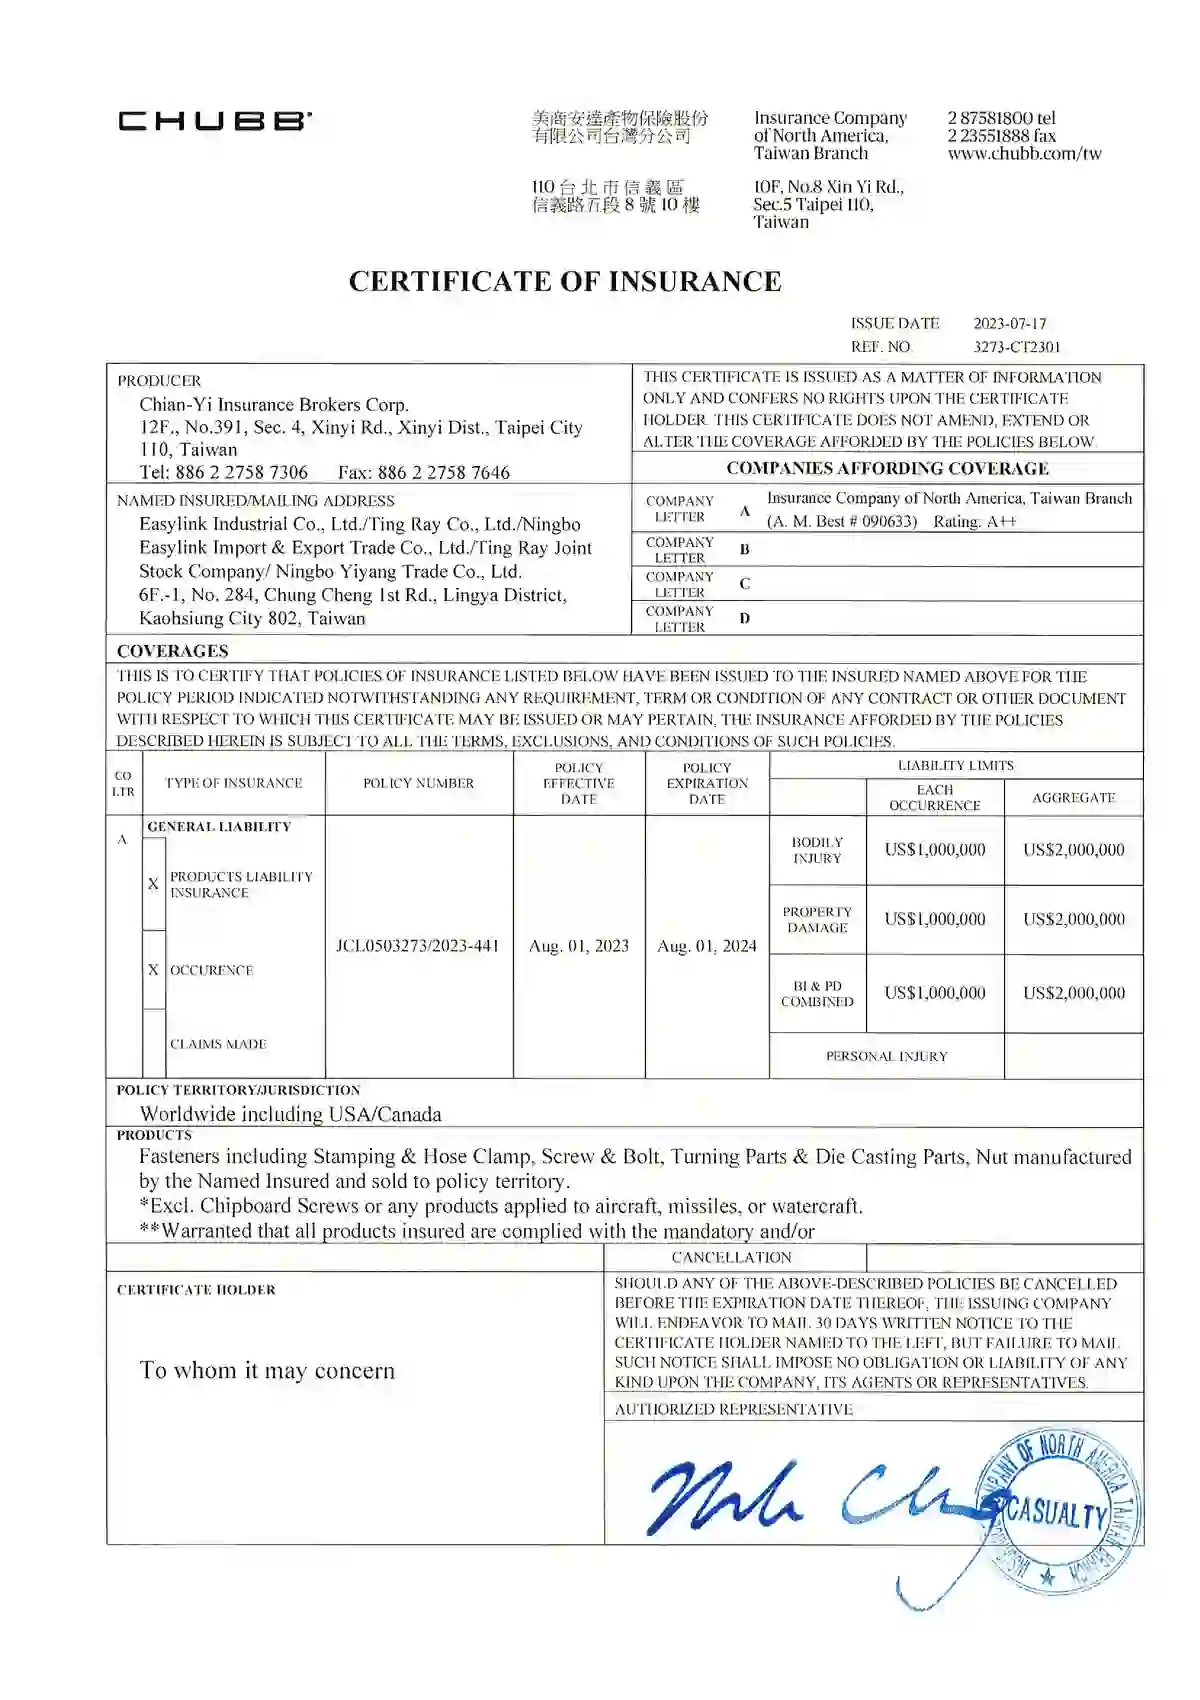 CHUBB
美商安達產物保險股份
有限公司台灣分公司
110 台北市信義區
信義路五段 8 號 10 樓
Insurance Company
of North America,
Taiwan Branch
10F, No.8 Xin Yi Rd.,
Sec.5 Taipei 110,
Taiwan
2 87581800 tel
2 23551888 fax
www.chubb.com/tw
CERTIFICATE OF INSURANCE
ISSUE DATE 2023-07-17
REF. NO. 3273-CT2301
PRODUCER
Chian-Yi Insurance Brokers Corp.
12F., No.391, Sec. 4, Xinyi Rd., Xinyi Dist., Taipei City
110, Taiwan
Tel: 886 2 2758 7306 Fax: 886 2 2758 7646
THIS CERTIFICATE IS ISSUED AS A MATTER OF INFORMATION
ONLY AND CONFERS NO RIGHTS UPON THE CERTIFICATE
HOLDER. THIS CERTIFICATE DOES NOT AMEND, EXTEND OR
ALTER THE COVERAGE AFFORDED BY THE POLICIES BELOW.
COMPANIES AFFORDING COVERAGE
NAMED INSURED/MAILING ADDRESS
Easylink Industrial Co., Ltd./Ting Ray Co., Ltd./Ningbo
Easylink Import & Export Trade Co., Ltd./Ting Ray Joint
Stock Company/ Ningbo Yiyang Trade Co., Ltd.
6F.-1, No. 284, Chung Cheng 1st Rd., Lingya District,
Kaohsiung City 802, Taiwan
COMPANY
LETTER
A
Insurance Company of North America, Taiwan Branch
(A. M. Best # 090633) Rating: A++
COMPANY
LETTER
B
COMPANY
LETTER
C
COMPANY
LETTER
D
COVERAGES
THIS IS TO CERTIFY THAT POLICIES OF INSURANCE LISTED BELOW HAVE BEEN ISSUED TO THE INSURED NAMED ABOVE FOR THE
POLICY PERIOD INDICATED NOTWITHSTANDING ANY REQUIREMENT, TERM OR CONDITION OF ANY CONTRACT OR OTHER DOCUMENT
WITH RESPECT TO WHICH THIS CERTIFICATE MAY BE ISSUED OR MAY PERTAIN, THE INSURANCE AFFORDED BY THE POLICIES
DESCRIBED HEREIN IS SUBJECT TO ALL THE TERMS, EXCLUSIONS, AND CONDITIONS OF SUCH POLICIES.
CO
LTR
TYPE OF INSURANCE
POLICY NUMBER
POLICY
EFFECTIVE
DATE
POLICY
EXPIRATION
DATE
LIABILITY LIMITS
EACH
OCCURRENCE
AGGREGATE
A
GENERAL LIABILITY
X
PRODUCTS LIABILITY
INSURANCE
X OCCURENCE
CLAIMS MADE
JCL0503273/2023-441
Aug. 01, 2023
Aug. 01, 2024
BODILY
INJURY
US$1,000,000
US$2,000,000
PROPERTY
DAMAGE
US$1,000,000
US$2,000,000
BI & PD
COMBINED
US$1,000,000
US$2,000,000
PERSONAL INJURY
POLICY TERRITORY/JURISDICTION
Worldwide including USA/Canada
PRODUCTS
Fasteners including Stamping & Hose Clamp, Screw & Bolt, Turning Parts & Die Casting Parts, Nut manufactured
by the Named Insured and sold to policy territory.
*Excl. Chipboard Screws or any products applied to aircraft, missiles, or watercraft.
**Warranted that all products insured are complied with the mandatory and/or
CANCELLATION
CERTIFICATE HOLDER
To whom it may concern
SHOULD ANY OF THE ABOVE-DESCRIBED POLICIES BE CANCELLED
BEFORE THE EXPIRATION DATE THEREOF, THE ISSUING COMPANY
WILL ENDEAVOR TO MAIL 30 DAYS WRITTEN NOTICE TO THE
CERTIFICATE HOLDER NAMED TO THE LEFT, BUT FAILURE TO MAIL
SUCH NOTICE SHALL IMPOSE NO OBLIGATION OR LIABILITY OF ANY
KIND UPON THE COMPANY, ITS AGENTS OR REPRESENTATIVES.
AUTHORIZED REPRESENTATIVE
OF NORTH AMERICA TAIWAN BRANCH
CASUALTY